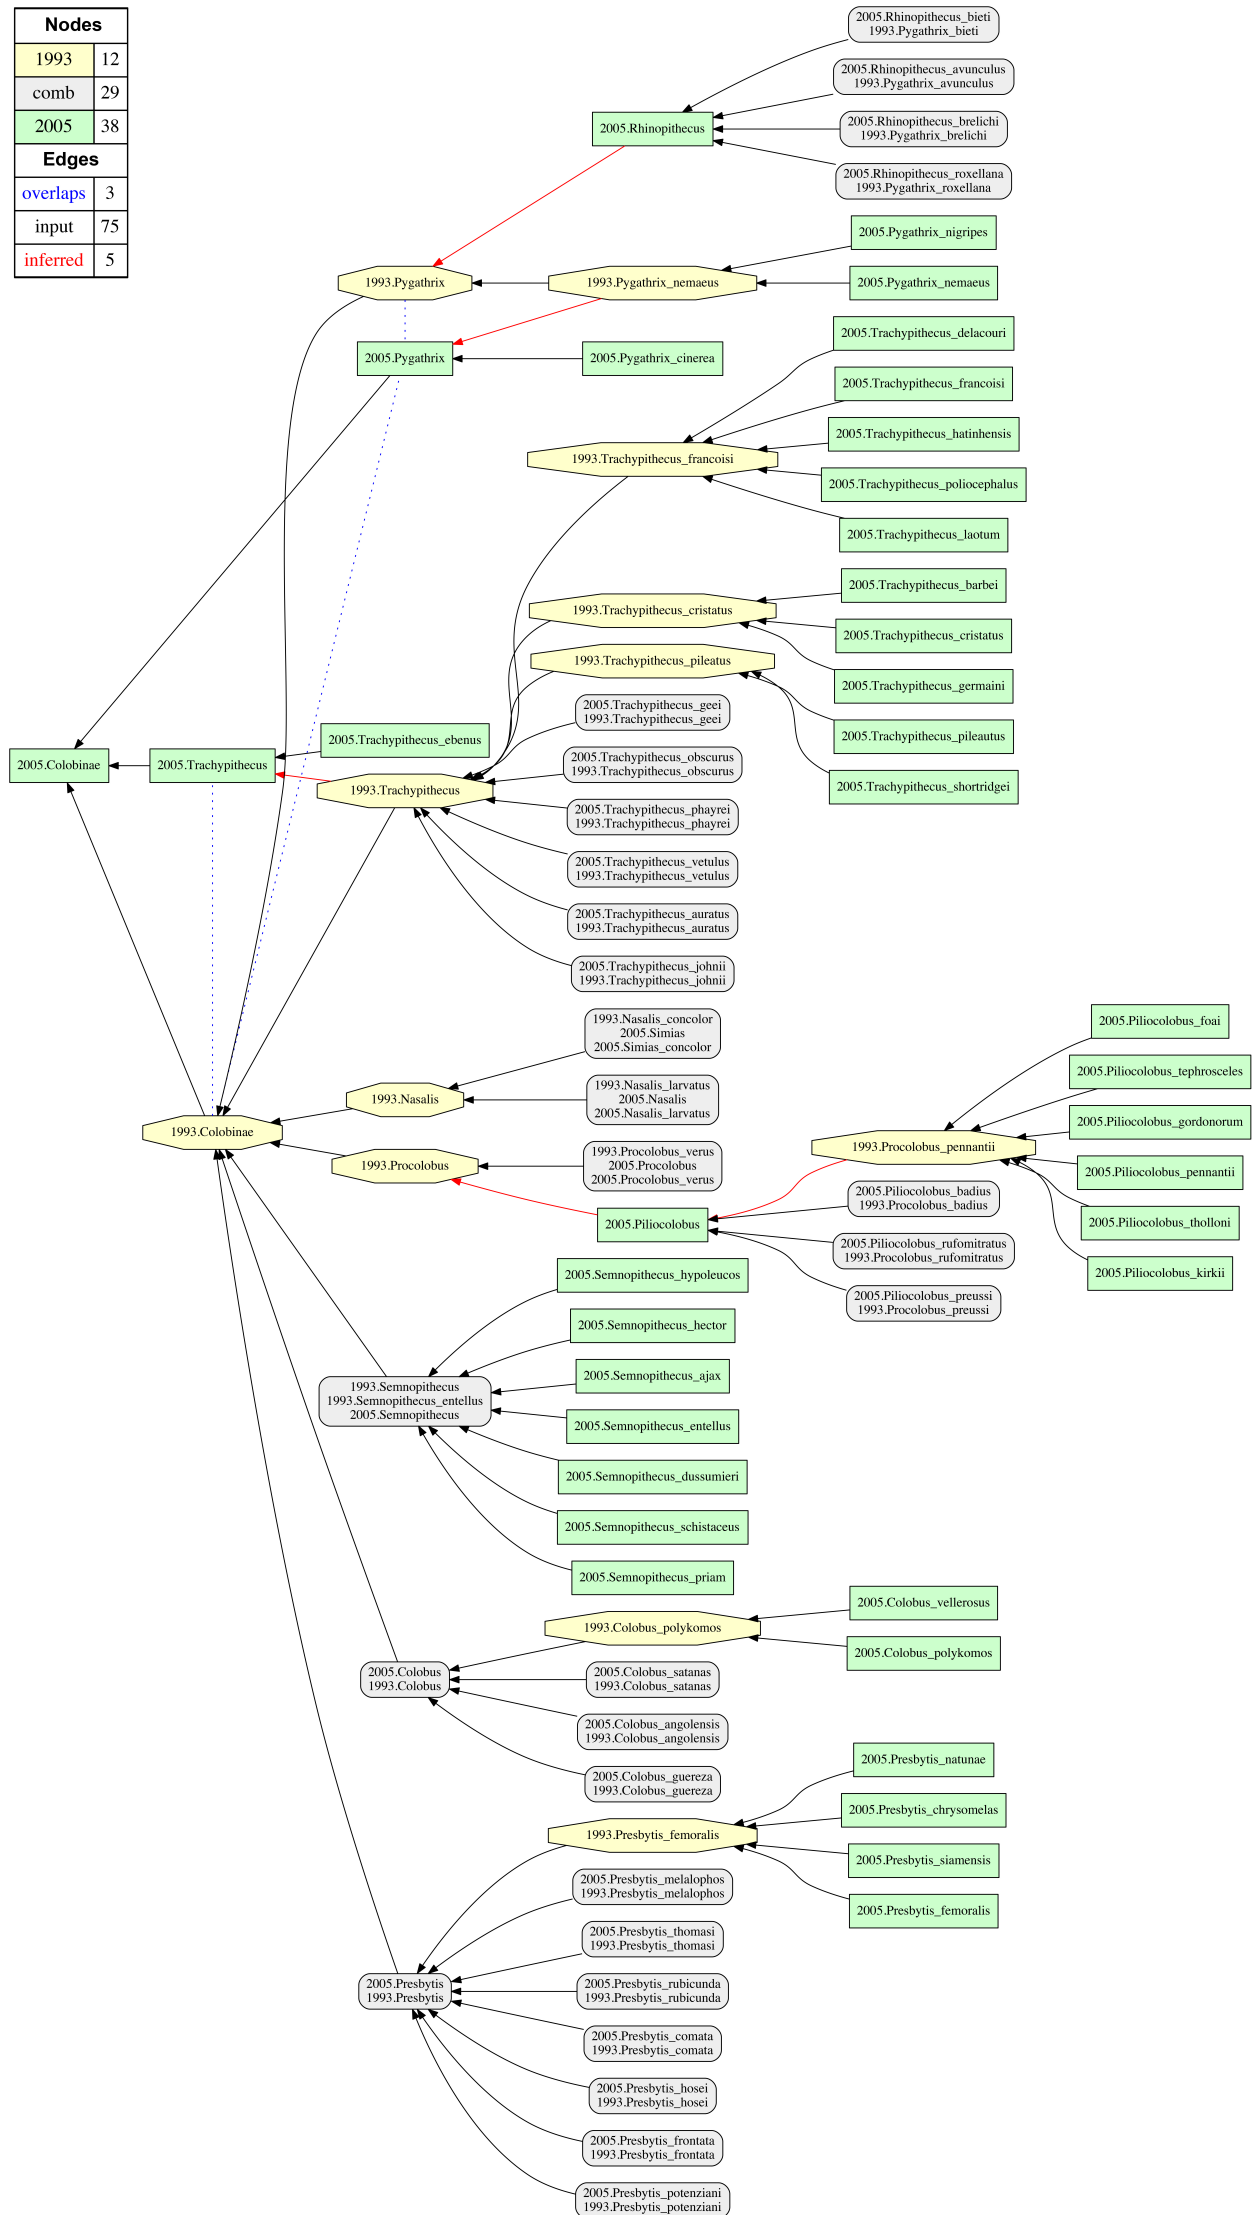 Nodes
1993 12
comb 29
2005 38
Edges
overlaps 3
input 75
inferred 5
2005.Rhinopithecus_bieti
1993.Pygathrix_bieti
2005.Rhinopithecus_avunculus
1993.Pygathrix_avunculus
2005.Rhinopithecus
2005.Rhinopithecus_brelichi
1993.Pygathrix_brelichi
2005.Rhinopithecus_roxellana
1993.Pygathrix_roxellana
2005.Pygathrix_nigripes
1993.Pygathrix
1993.Pygathrix_nemaeus
2005.Pygathrix_nemaeus
2005.Trachypithecus_delacouri
2005.Pygathrix
2005.Pygathrix_cinerea
2005.Trachypithecus_francoisi
2005.Trachypithecus_hatinhensis
1993.Trachypithecus_francoisi
2005.Trachypithecus_poliocephalus
2005.Trachypithecus_laotum
2005.Trachypithecus_barbei
1993.Trachypithecus_cristatus
2005.Trachypithecus_cristatus
1993.Trachypithecus_pileatus
2005.Trachypithecus_germaini
2005.Trachypithecus_geei
1993.Trachypithecus_geei
2005.Trachypithecus_pileautus
2005.Trachypithecus_ebenus
2005.Colobinae
2005.Trachypithecus
2005.Trachypithecus_obscurus
1993.Trachypithecus_obscurus
2005.Trachypithecus_shortridgei
1993.Trachypithecus
2005.Trachypithecus_phayrei
1993.Trachypithecus_phayrei
2005.Trachypithecus_vetulus
1993.Trachypithecus_vetulus
2005.Trachypithecus_auratus
1993.Trachypithecus_auratus
2005.Trachypithecus_johnii
1993.Trachypithecus_johnii
1993.Nasalis_concolor
2005.Simias
2005.Simias_concolor
2005.Piliocolobus_foai
2005.Piliocolobus_tephrosceles
1993.Nasalis
1993.Nasalis_larvatus
2005.Nasalis
2005.Nasalis_larvatus
2005.Piliocolobus_gordonorum
1993.Colobinae
1993.Procolobus_pennantii
1993.Procolobus
1993.Procolobus_verus
2005.Procolobus
2005.Procolobus_verus
2005.Piliocolobus_pennantii
2005.Piliocolobus_badius
1993.Procolobus_badius
2005.Piliocolobus
2005.Piliocolobus_tholloni
2005.Piliocolobus_rufomitratus
1993.Procolobus_rufomitratus
2005.Piliocolobus_kirkii
2005.Piliocolobus_preussi
1993.Procolobus_preussi
2005.Semnopithecus_hypoleucos
2005.Semnopithecus_hector
2005.Semnopithecus_ajax
1993.Semnopithecus
1993.Semnopithecus_entellus
2005.Semnopithecus
2005.Semnopithecus_entellus
2005.Semnopithecus_dussumieri
2005.Semnopithecus_schistaceus
2005.Semnopithecus_priam
2005.Colobus_vellerosus
1993.Colobus_polykomos
2005.Colobus_polykomos
2005.Colobus
1993.Colobus
2005.Colobus_satanas
1993.Colobus_satanas
2005.Colobus_angolensis
1993.Colobus_angolensis
2005.Colobus_guereza
1993.Colobus_guereza
2005.Presbytis_natunae
2005.Presbytis_chrysomelas
1993.Presbytis_femoralis
2005.Presbytis_siamensis
2005.Presbytis_melalophos
1993.Presbytis_melalophos
2005.Presbytis_femoralis
2005.Presbytis_thomasi
1993.Presbytis_thomasi
2005.Presbytis
1993.Presbytis
2005.Presbytis_rubicunda
1993.Presbytis_rubicunda
2005.Presbytis_comata
1993.Presbytis_comata
2005.Presbytis_hosei
1993.Presbytis_hosei
2005.Presbytis_frontata
1993.Presbytis_frontata
2005.Presbytis_potenziani
1993.Presbytis_potenziani